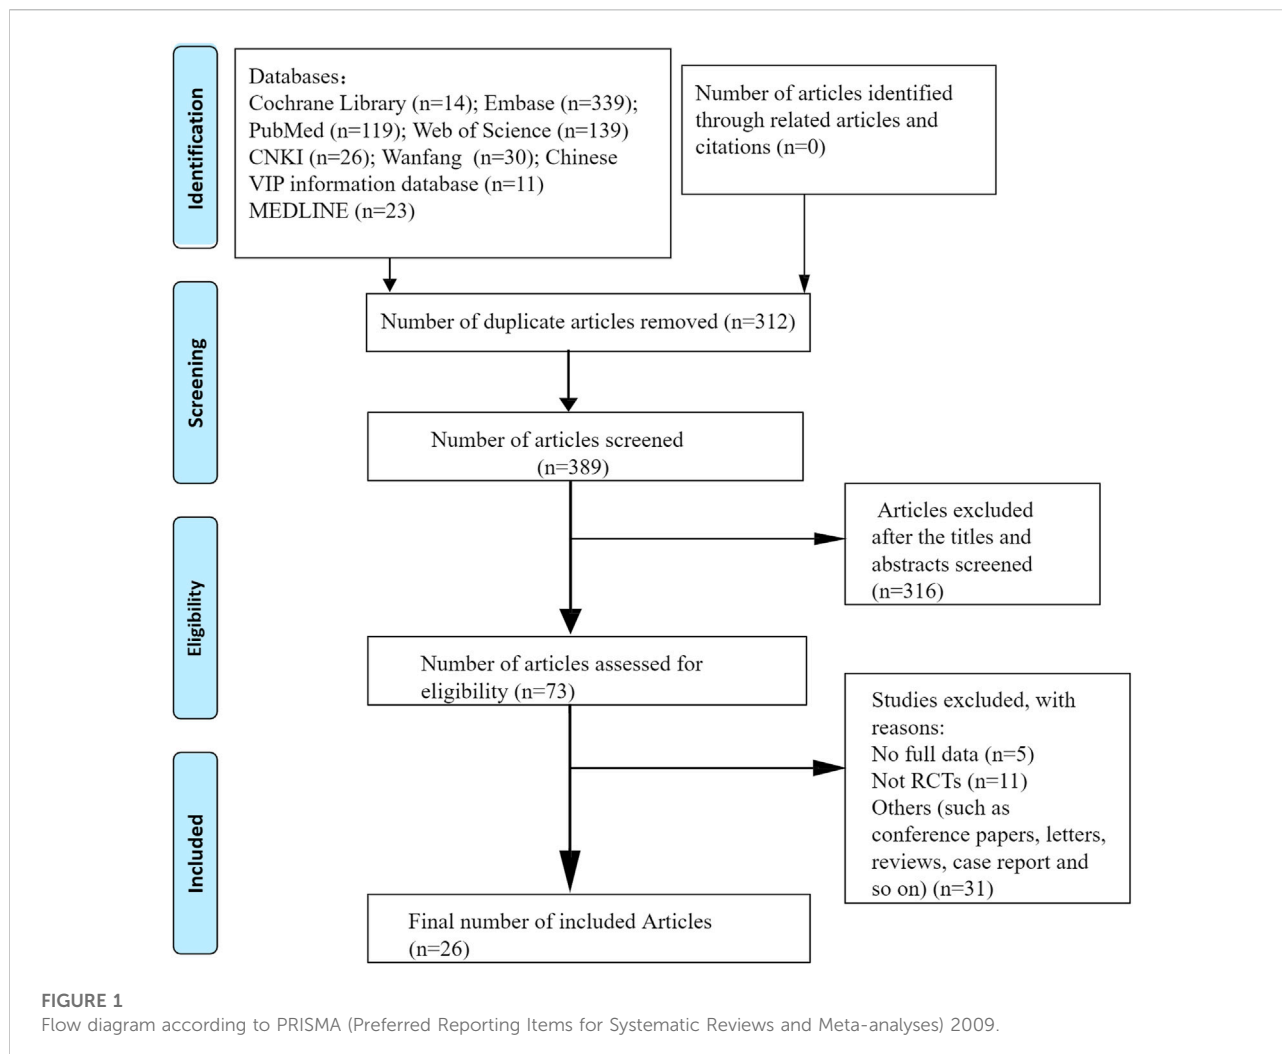 Identification
Databases：
Cochrane Library (n=14); Embase (n=339);
PubMed (n=119); Web of Science (n=139)
CNKI (n=26); Wanfang (n=30); Chinese
VIP information database (n=11)
MEDLINE (n=23)
Number of articles identified
through related articles and
citations (n=0)
Screening
Number of duplicate articles removed (n=312)
Number of articles screened
(n=389)
Articles excluded
after the titles and
abstracts screened
(n=316)
Eligibility
Number of articles assessed for
eligibility (n=73)
Studies excluded, with
reasons:
No full data (n=5)
Not RCTs (n=11)
Others (such as
conference papers, letters,
reviews, case report and
so on) (n=31)
Included
Final number of included Articles
(n=26)
FIGURE 1
Flow diagram according to PRISMA (Preferred Reporting Items for Systematic Reviews and Meta-analyses) 2009.